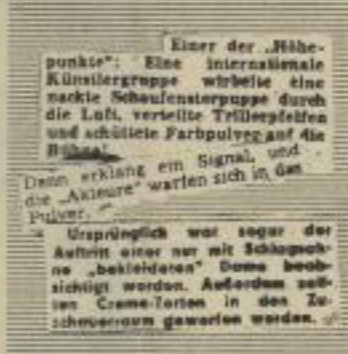 Einer der „Höhe-
punkte": Eine internationale
Künstlergruppe wirbelte eine
nackte Schaufensterpuppe durch
die Luft, verteilte Trillerpfeifen
und schüttete Farbpulver auf die
Bühne!
Dann erklang ein Signal, und
die „Akteure" warfen sich in das
Pulver.
Ursprünglich war sogar der
Auftritt einer nur mit Schlagsah-
ne „bekleideten" Dame beab-
sichtigt worden. Außerdem soll-
ten Creme-Torten in den Zu-
schauerraum geworfen werden.